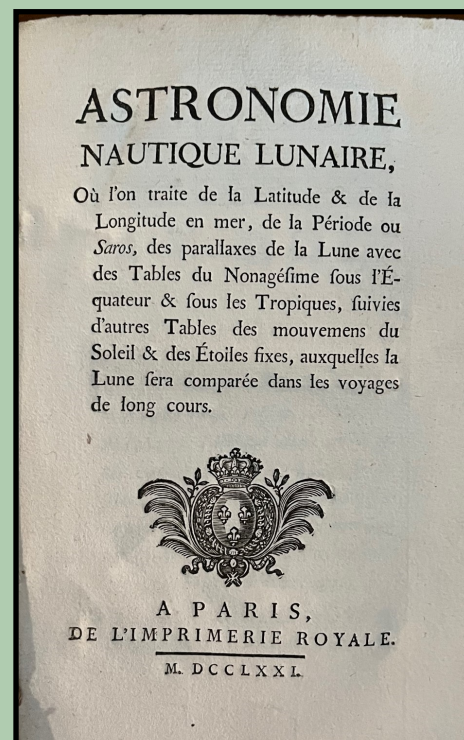 ASTRONOMIE
NAUTIQUE LUNAIRE,
Où l'on traite de la Latitude & de la
Longitude en mer, de la Période ou
Saros, des parallaxes de la Lune avec
des Tables du Nonagéſime ſous l'É-
quateur & ſous les Tropiques, ſuivies
d'autres Tables des mouvemens du
Soleil & des Étoiles fixes, auxquelles la
Lune ſera comparée dans les voyages
de long cours.
A PARIS,
DE L'IMPRIMERIE ROYALE.
M. DCCLXXI.